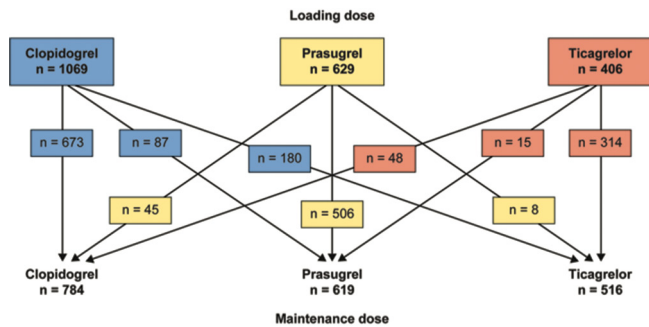 Loading dose
Clopidogrel
n = 1069
Prasugrel
n = 629
Ticagrelor
n = 406
n = 673
n = 87
n = 180
n = 48
n = 15
n = 314
n = 45
n = 506
n = 8
Clopidogrel
n = 784
Prasugrel
n = 619
Ticagrelor
n = 516
Maintenance dose